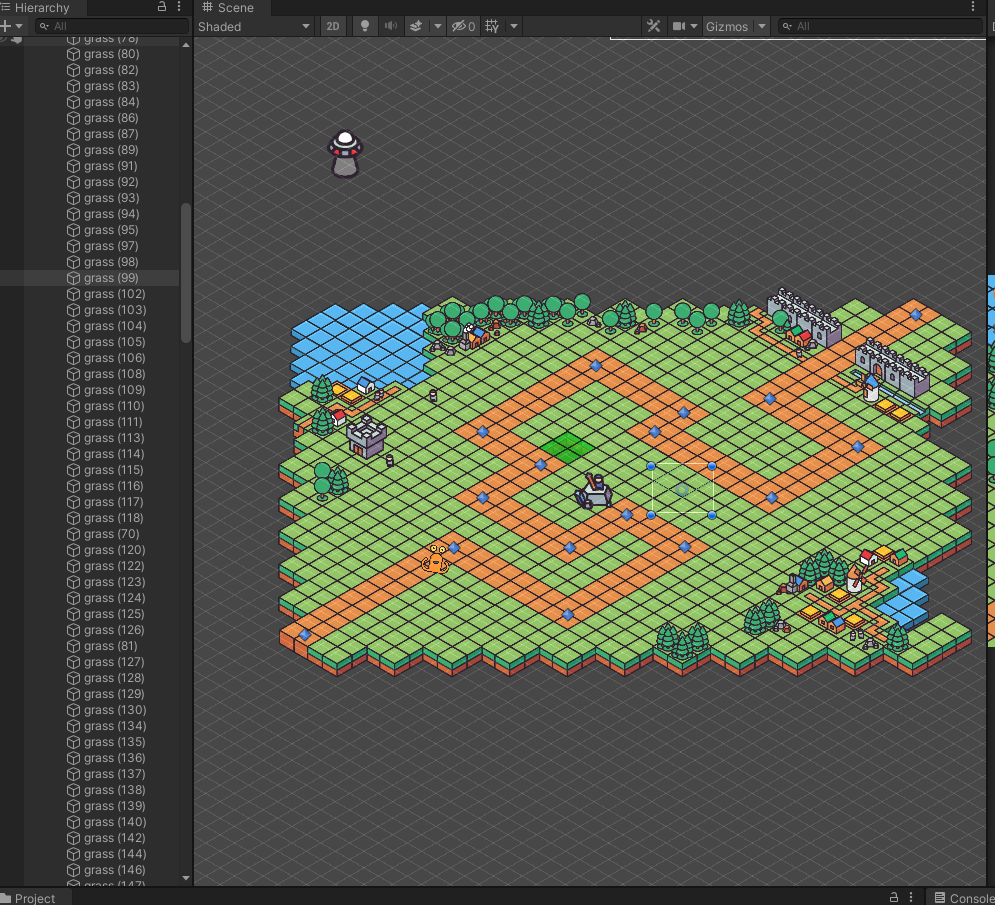 Hierarchy
All
grass (78)
grass (80)
grass (82)
grass (83)
grass (84)
grass (86)
grass (87)
grass (89)
grass (91)
grass (92)
grass (93)
grass (94)
grass (95)
grass (97)
grass (98)
grass (99)
grass (102)
grass (103)
grass (104)
grass (105)
grass (106)
grass (108)
grass (109)
grass (110)
grass (111)
grass (113)
grass (114)
grass (115)
grass (116)
grass (117)
grass (118)
grass (70)
grass (120)
grass (122)
grass (123)
grass (124)
grass (125)
grass (126)
grass (81)
grass (127)
grass (128)
grass (129)
grass (130)
grass (134)
grass (135)
grass (136)
grass (137)
grass (138)
grass (139)
grass (140)
grass (142)
grass (144)
grass (146)
grass (147)
Scene
Shaded 2D 0 Gizmos All
Project
Console